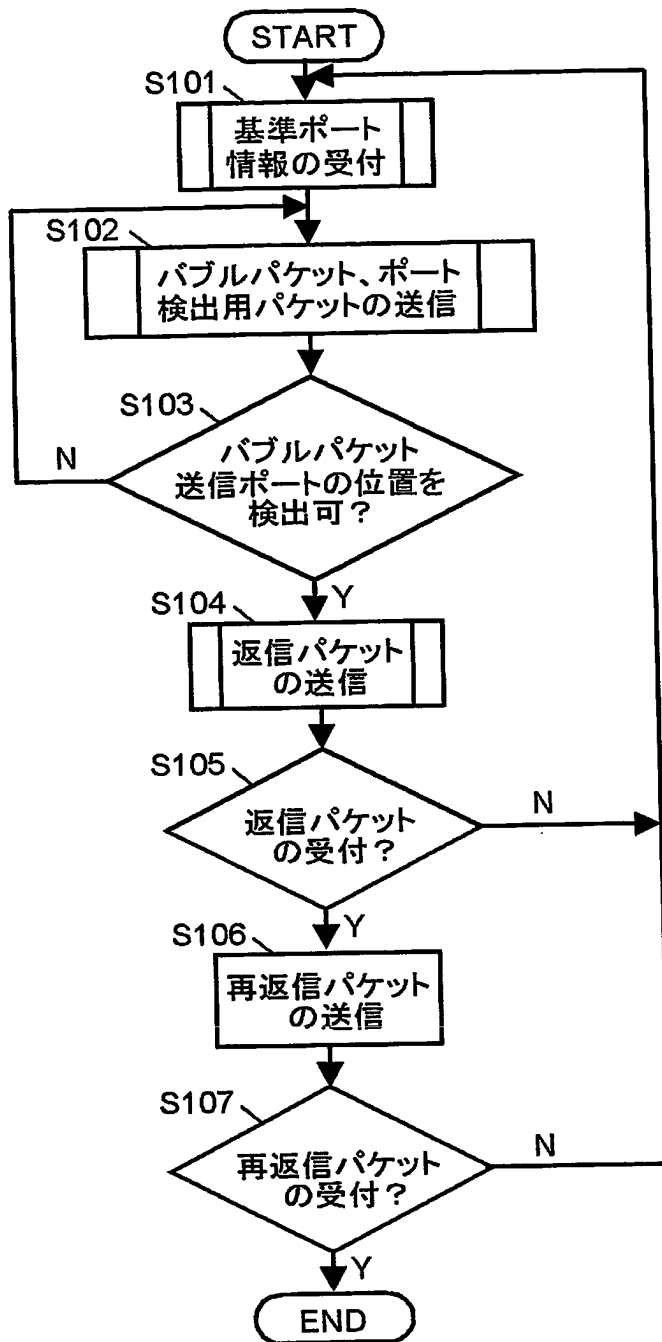 START
S101
基準ポート
情報の受付
S102
バブルパケット、ポート
検出用パケットの送信
S103
バブルパケット
送信ポートの位置を
検出可？
N
Y
S104
返信パケット
の送信
S105
返信パケット
の受付？
N
Y
S106
再返信パケット
の送信
S107
再返信パケット
の受付？
N
Y
END